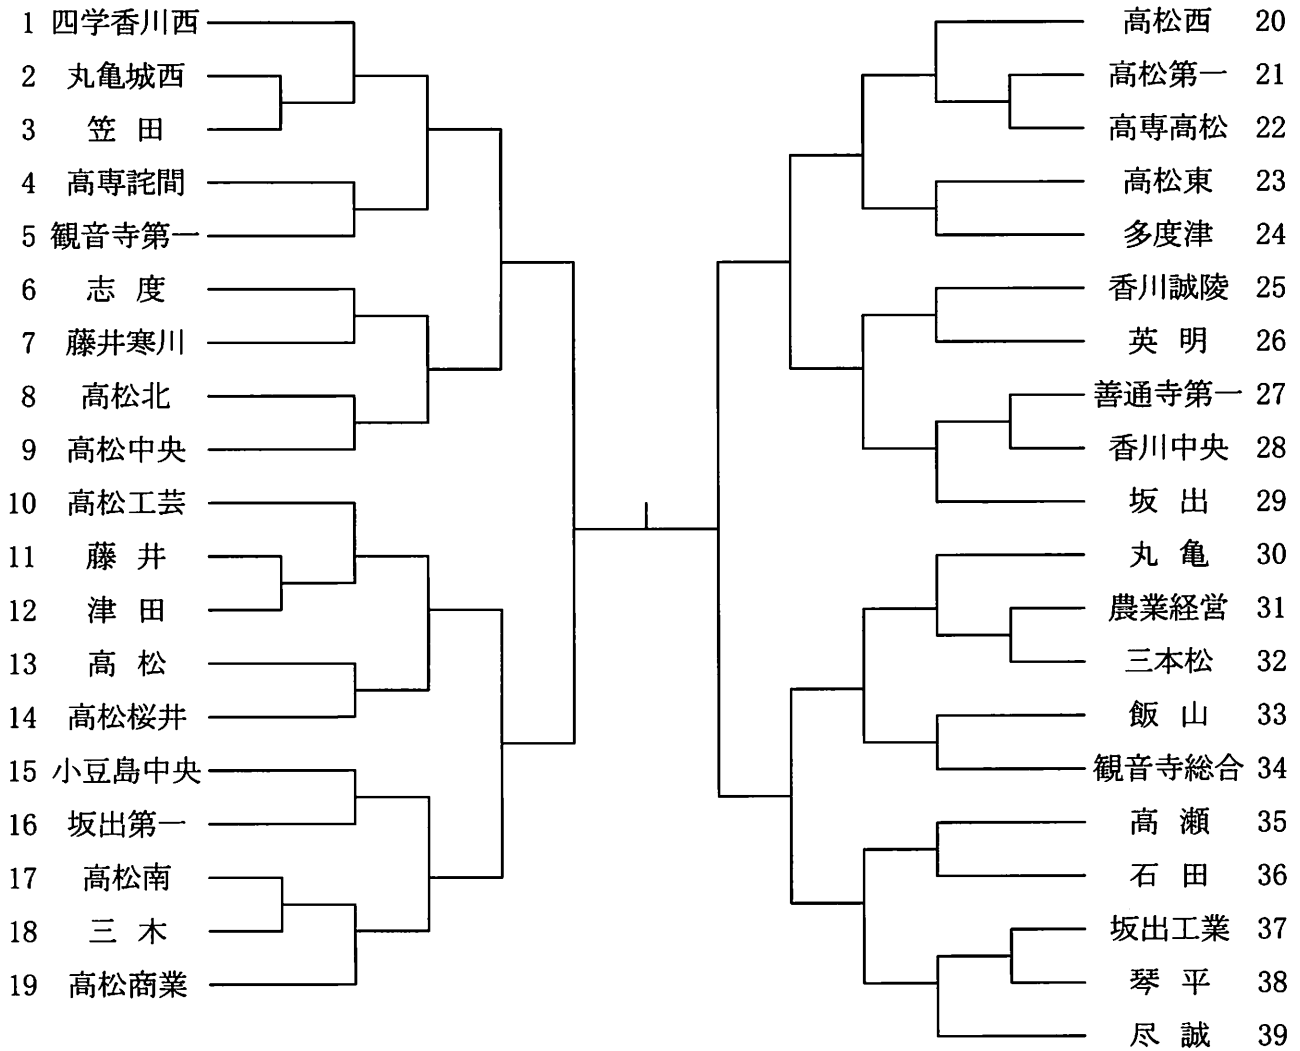 1 四学香川西
2 丸亀城西
3 笠田
4 高専詫間
5 観音寺第一
6 志度
7 藤井寒川
8 高松北
9 高松中央
10 高松工芸
11 藤井
12 津田
13 高松
14 高松桜井
15 小豆島中央
16 坂出第一
17 高松南
18 三木
19 高松商業
高松西 20
高松第一 21
高専高松 22
高松東 23
多度津 24
香川誠陵 25
英明 26
善通寺第一 27
香川中央 28
坂出 29
丸亀 30
農業経営 31
三本松 32
飯山 33
観音寺総合 34
高瀬 35
石田 36
坂出工業 37
琴平 38
尽誠 39